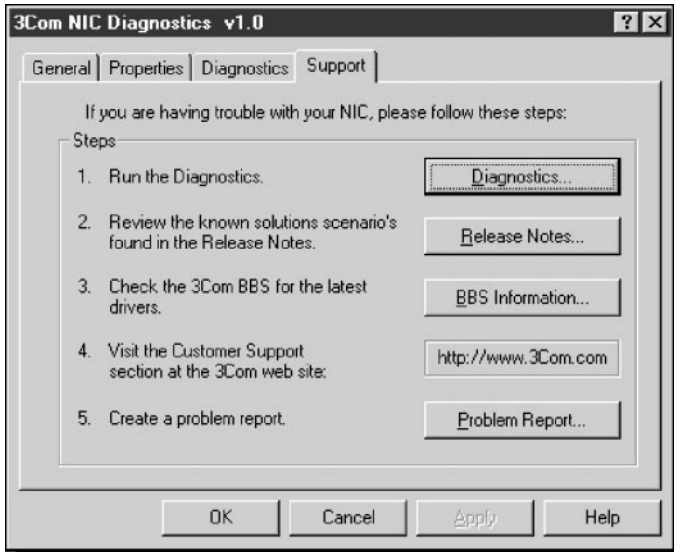 3Com NIC Diagnostics v1.0
General Properties Diagnostics Support
If you are having trouble with your NIC, please follow these steps:
Steps
1. Run the Diagnostics.
Diagnostics...
2. Review the known solutions scenario's
found in the Release Notes.
Release Notes...
3. Check the 3Com BBS for the latest
drivers.
BBS Information...
4. Visit the Customer Support
section at the 3Com web site:
http://www.3Com.com
5. Create a problem report.
Problem Report...
OK Cancel Apply Help